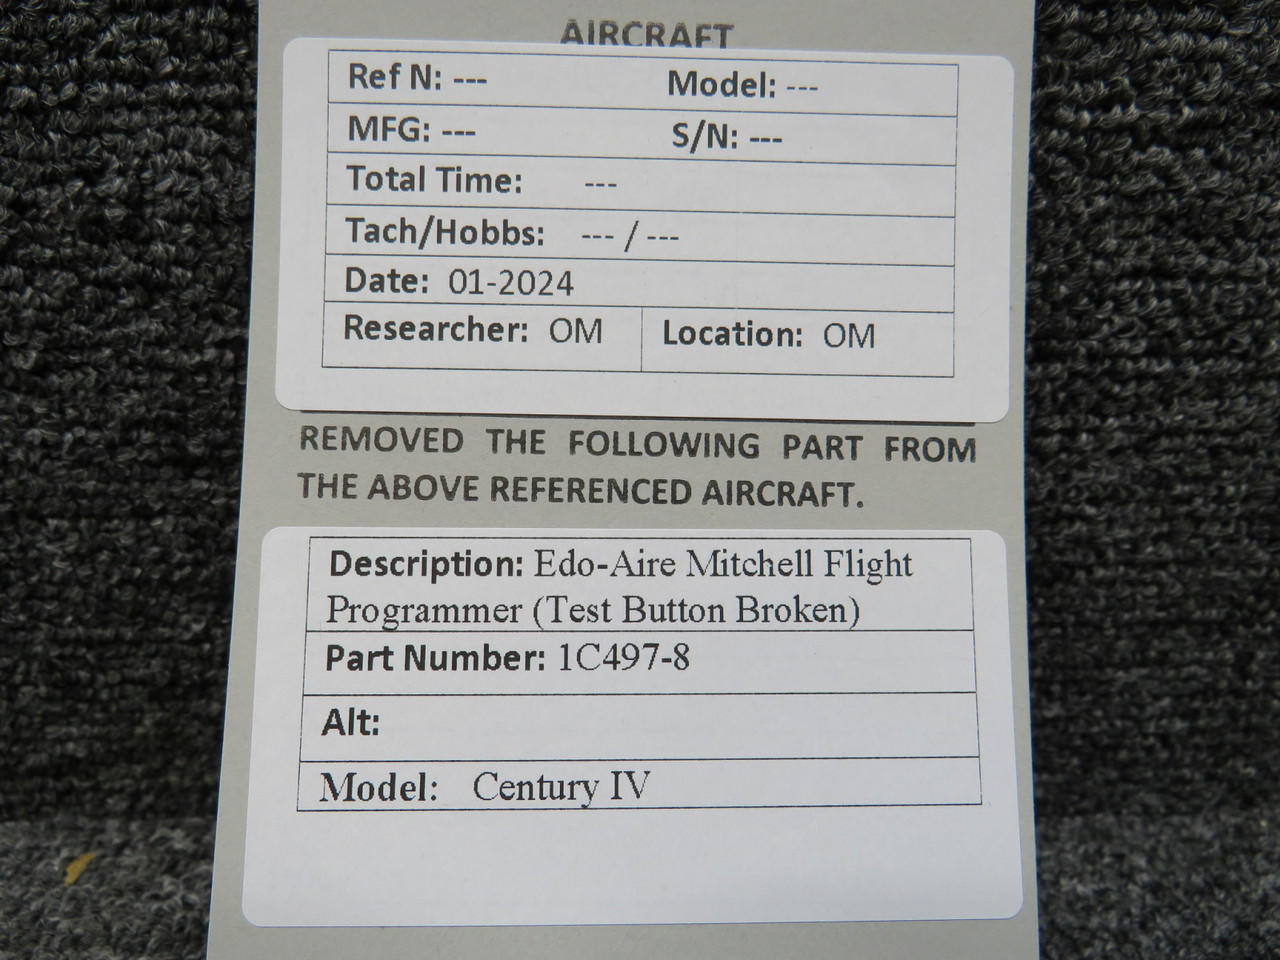 AIRCRAFT
Ref N: --- Model: ---
MFG: --- S/N: ---
Total Time: ---
Tach/Hobbs: --- / ---
Date: 01-2024
Researcher: OM Location: OM
REMOVED THE FOLLOWING PART FROM
THE ABOVE REFERENCED AIRCRAFT.
Description: Edo-Aire Mitchell Flight
Programmer (Test Button Broken)
Part Number: 1C497-8
Alt:
Model: Century IV